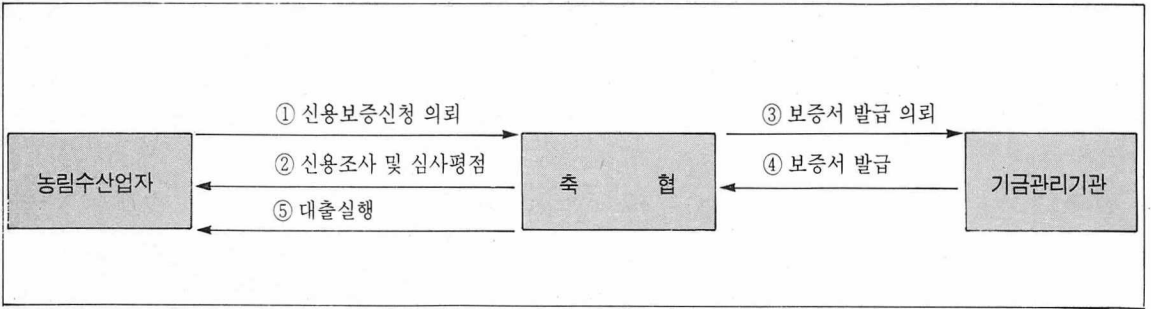 ① 신용보증신청 의뢰
③ 보증서 발급 의뢰
농림수산업자
② 신용조사 및 심사평점
축 협
④ 보증서 발급
기금관리기관
⑤ 대출실행